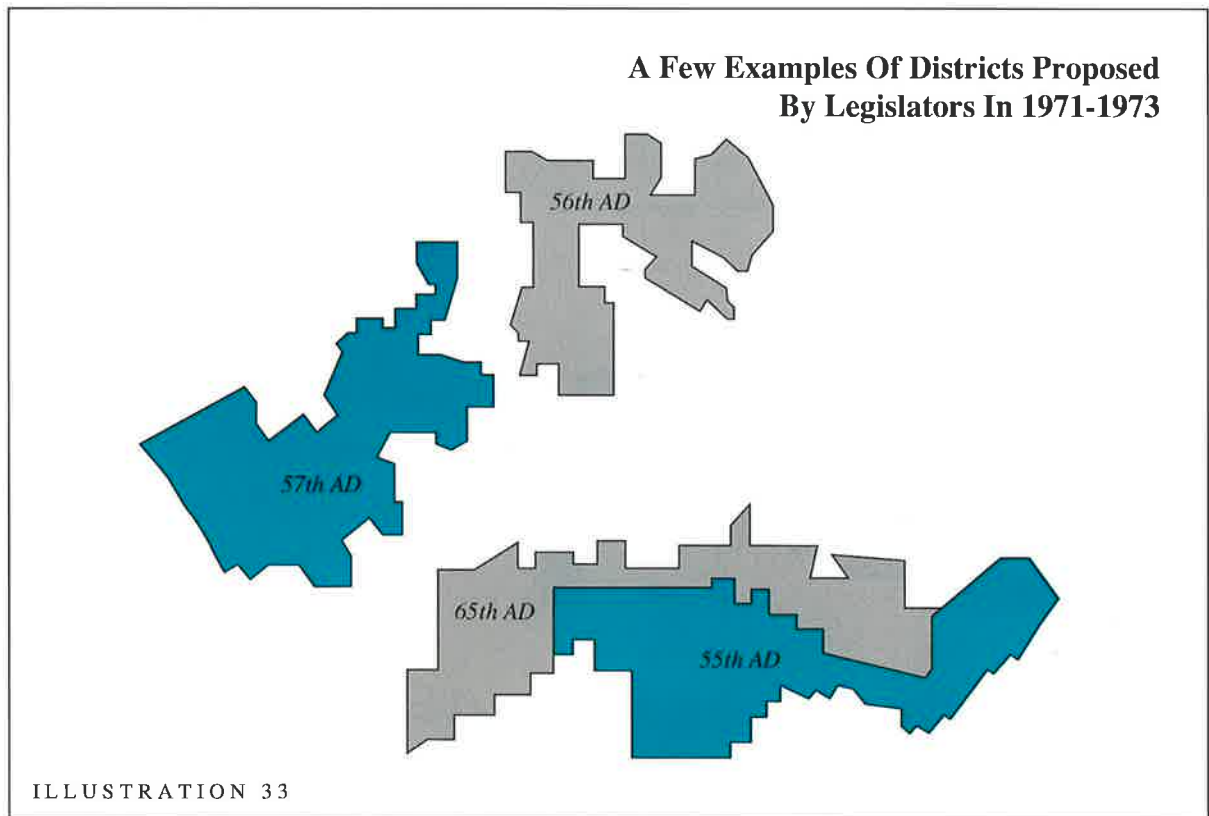 A Few Examples Of Districts Proposed
By Legislators In 1971-1973
56th AD
57th AD
65th AD
55th AD
ILLUSTRATION 33